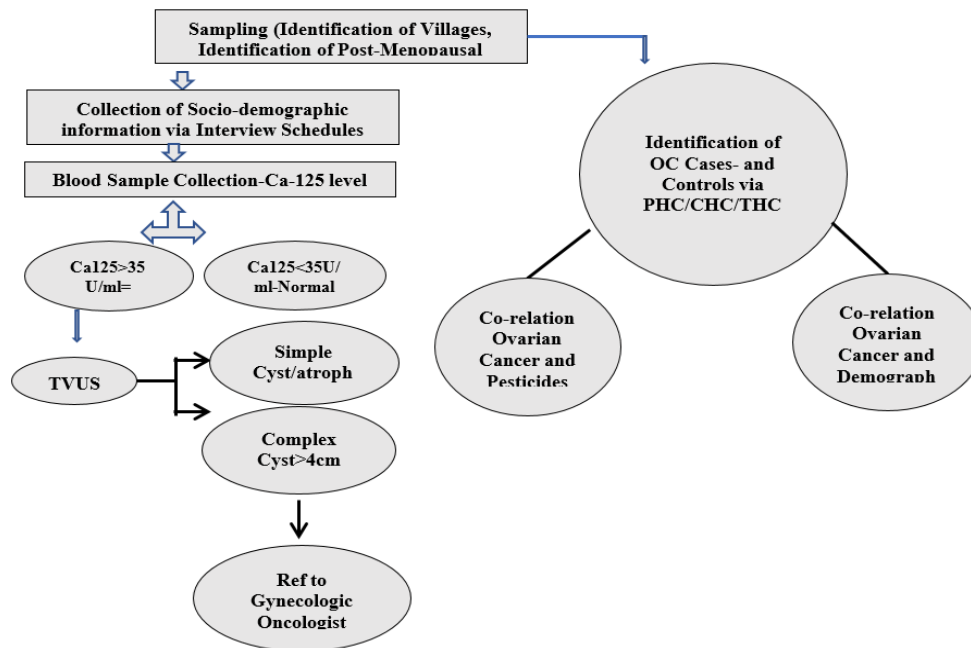 Sampling (Identification of Villages,
Identification of Post-Menopausal
Collection of Socio-demographic
information via Interview Schedules
Blood Sample Collection-Ca-125 level
Ca125>35
U/ml=
Ca125<35U/
ml-Normal
TVUS
Simple
Cyst/atroph
Complex
Cyst>4cm
Ref to
Gynecologic
Oncologist
Identification of
OC Cases- and
Controls via
PHC/CHC/THC
Co-relation
Ovarian
Cancer and
Pesticides
Co-relation
Ovarian
Cancer and
Demograph